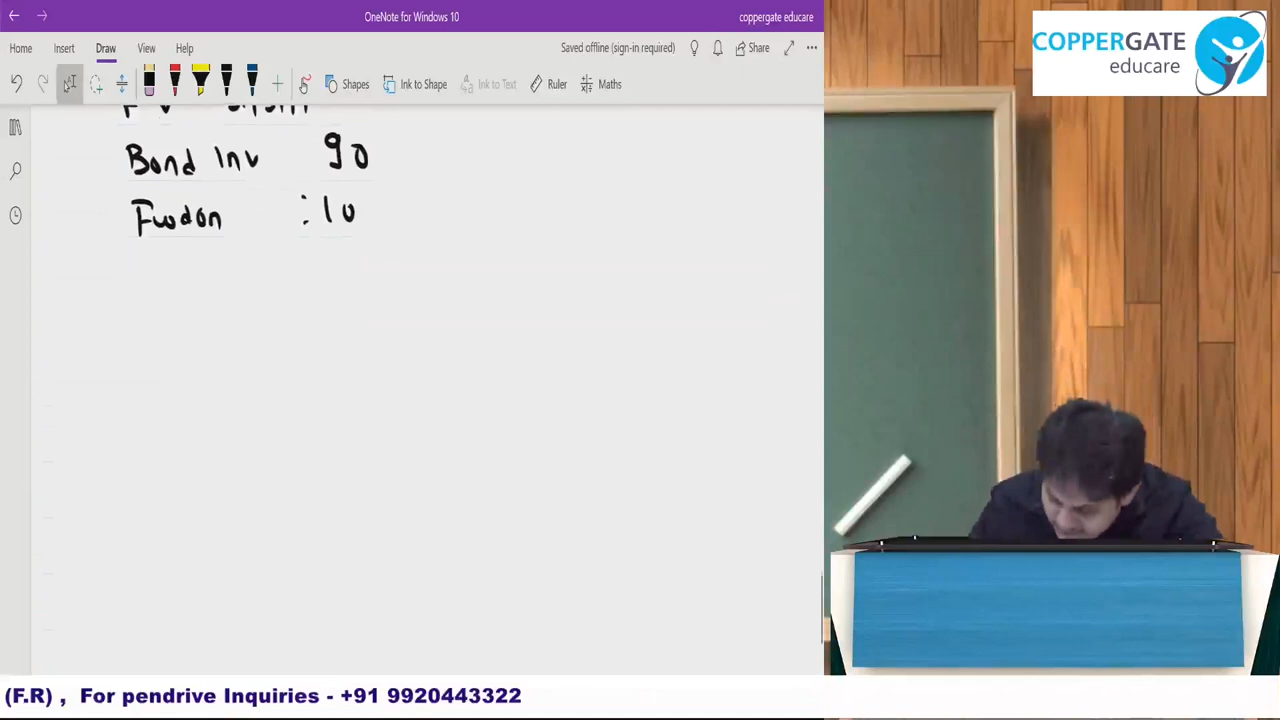 OneNote for Windows 10
coppergate educare
Home Insert Draw View Help
Saved offline (sign-in required)
Share
Shapes
Ink to Shape
Ink to Text
Ruler
Maths
COPPERGATE
educare
Bond Inv 90
: 10
(F.R) , For pendrive Inquiries - +91 9920443322